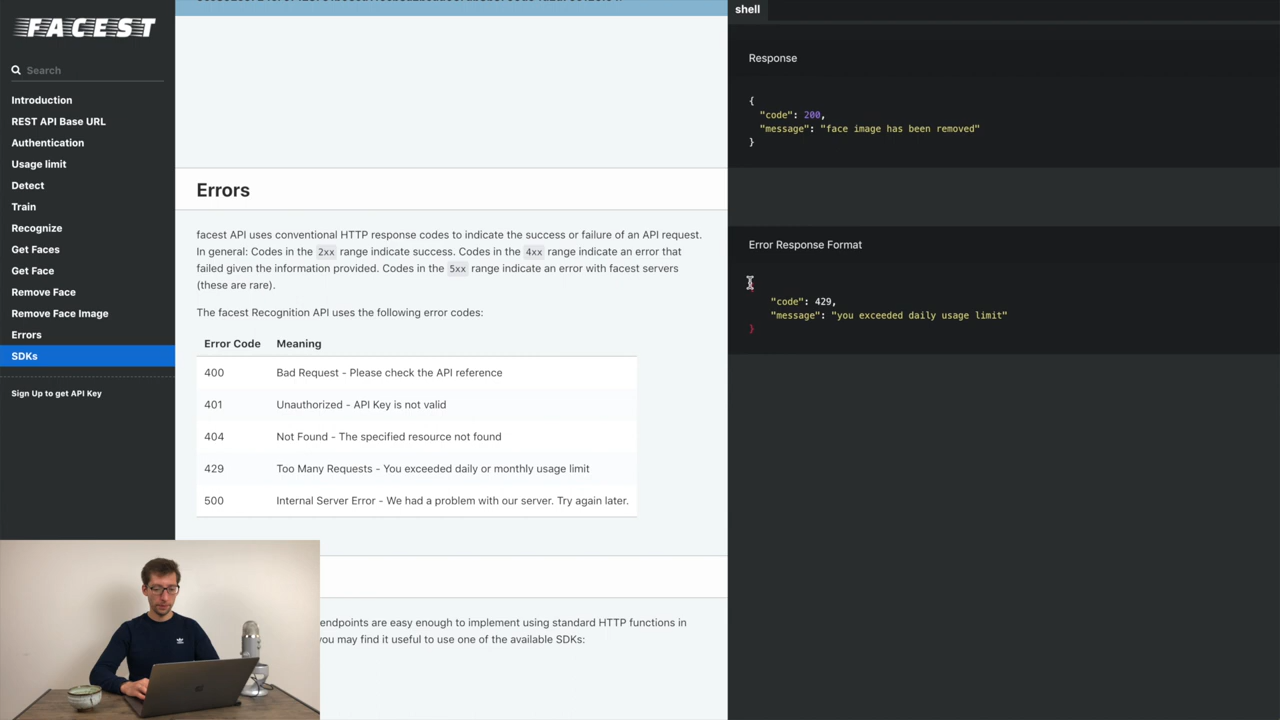 FACEST
Search
Introduction
REST API Base URL
Authentication
Usage limit
Detect
Train
Recognize
Get Faces
Get Face
Remove Face
Remove Face Image
Errors
SDKs
Sign Up to get API Key
Errors
facest API uses conventional HTTP response codes to indicate the success or failure of an API request.
In general: Codes in the 2xx range indicate success. Codes in the 4xx range indicate an error that
failed given the information provided. Codes in the 5xx range indicate an error with facest servers
(these are rare).
The facest Recognition API uses the following error codes:
Error Code Meaning
400 Bad Request - Please check the API reference
401 Unauthorized - API Key is not valid
404 Not Found - The specified resource not found
429 Too Many Requests - You exceeded daily or monthly usage limit
500 Internal Server Error - We had a problem with our server. Try again later.
endpoints are easy enough to implement using standard HTTP functions in
you may find it useful to use one of the available SDKs:
shell
Response
{
"code": 200,
"message": "face image has been removed"
}
Error Response Format
"code": 429,
"message": "you exceeded daily usage limit"
}